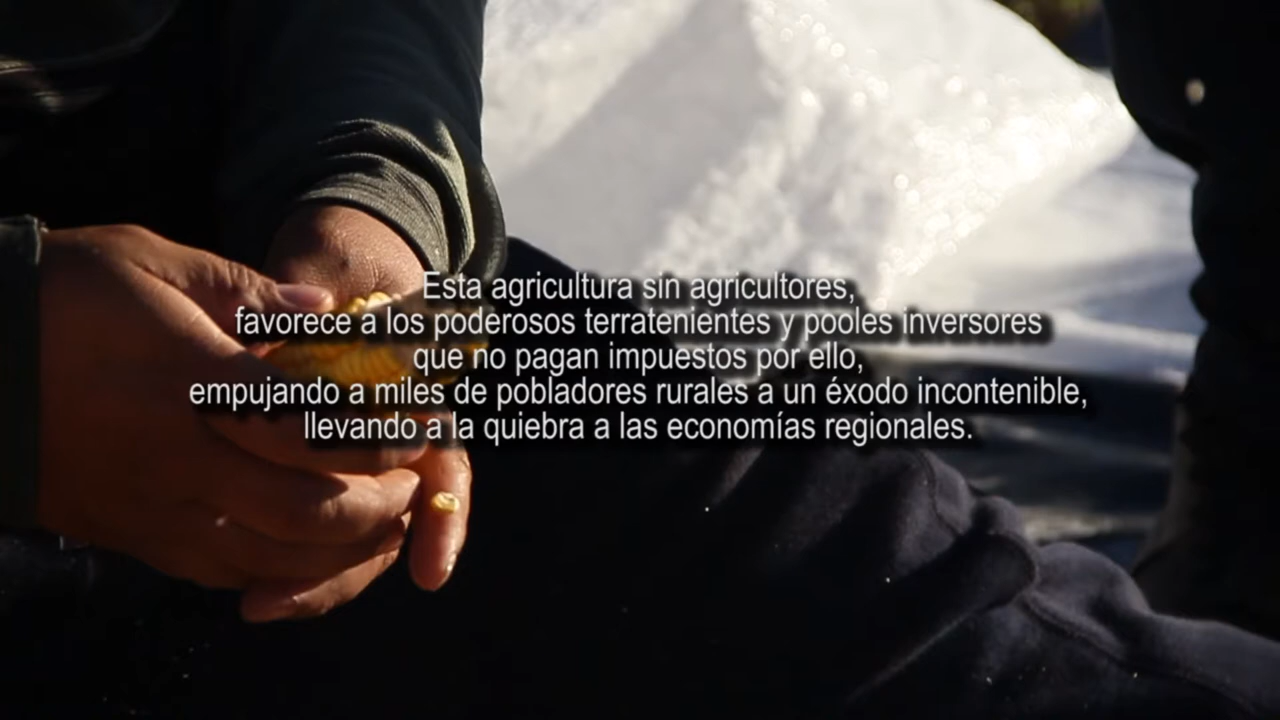 Esta agricultura sin agricultores,
favorece a los poderosos terratenientes y pooles inversores
que no pagan impuestos por ello,
empujando a miles de pobladores rurales a un éxodo incontenible,
llevando a la quiebra a las economías regionales.